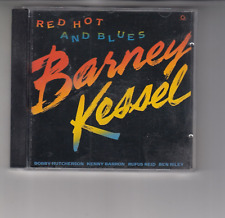 RED HOT
AND BLUES
Barney
Kessel
BOBBY HUTCHERSON KENNY BARRON RUFUS REID BEN RILEY